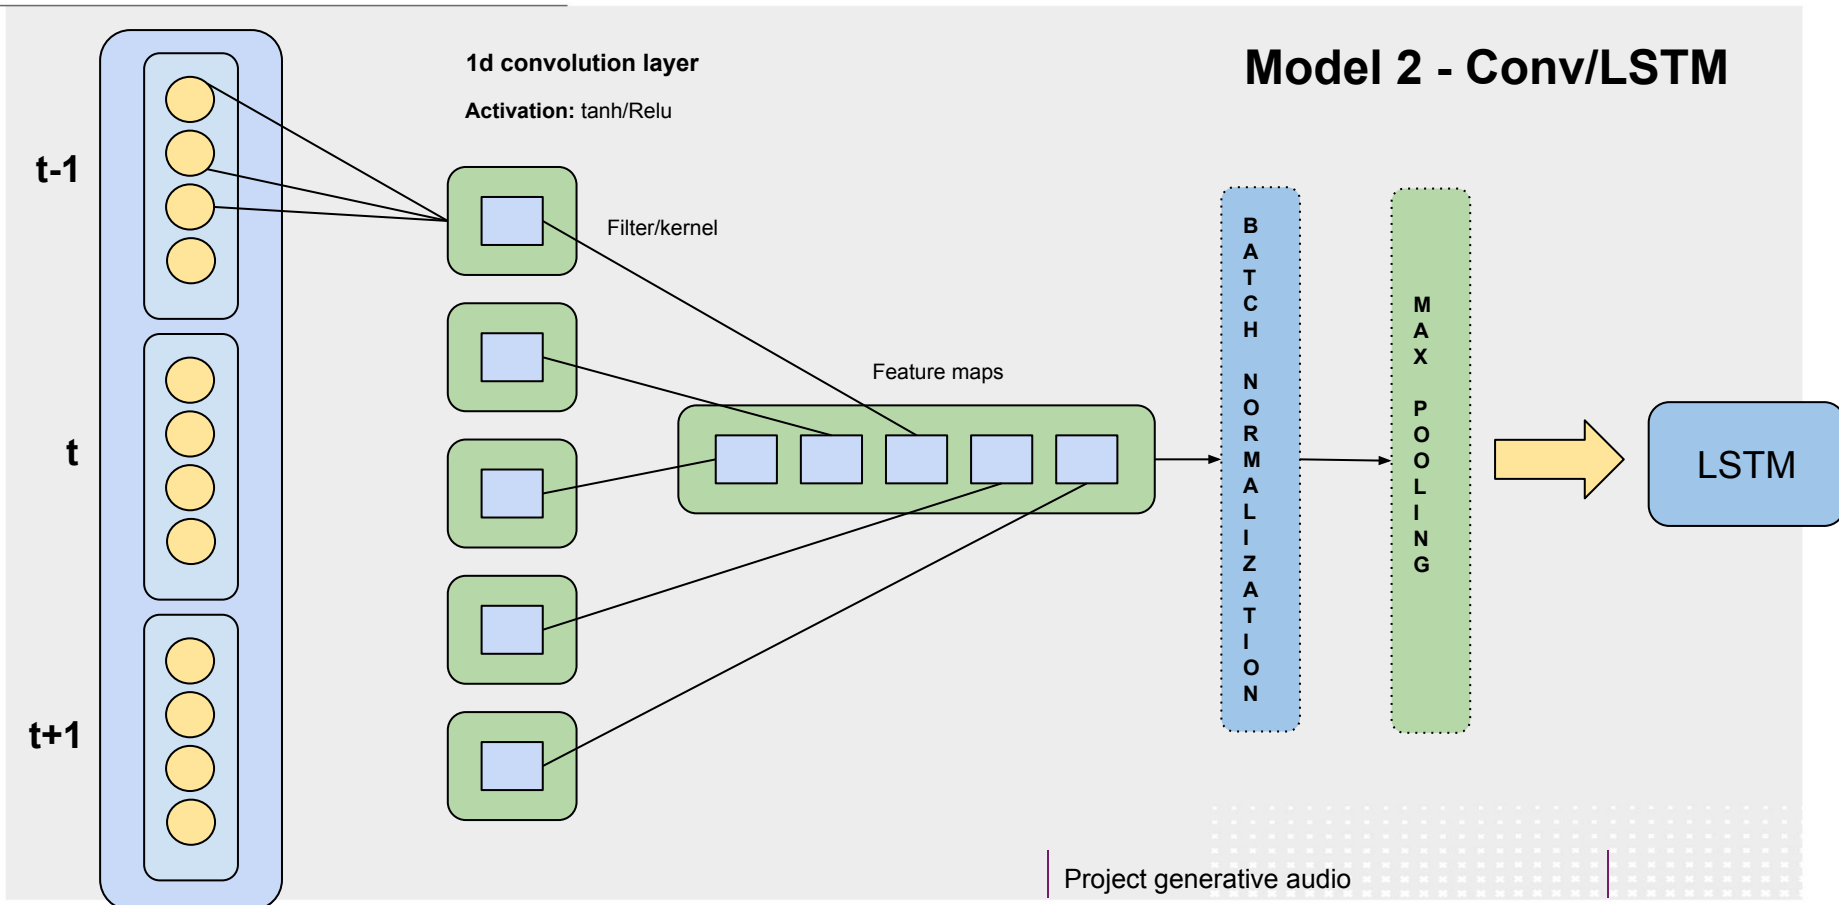 Model 2 - Conv/LSTM
1d convolution layer
Activation: tanh/Relu
t-1
t
t+1
Filter/kernel
Feature maps
BATCH NORMALIZATION
MAX POOLING
LSTM
Project generative audio